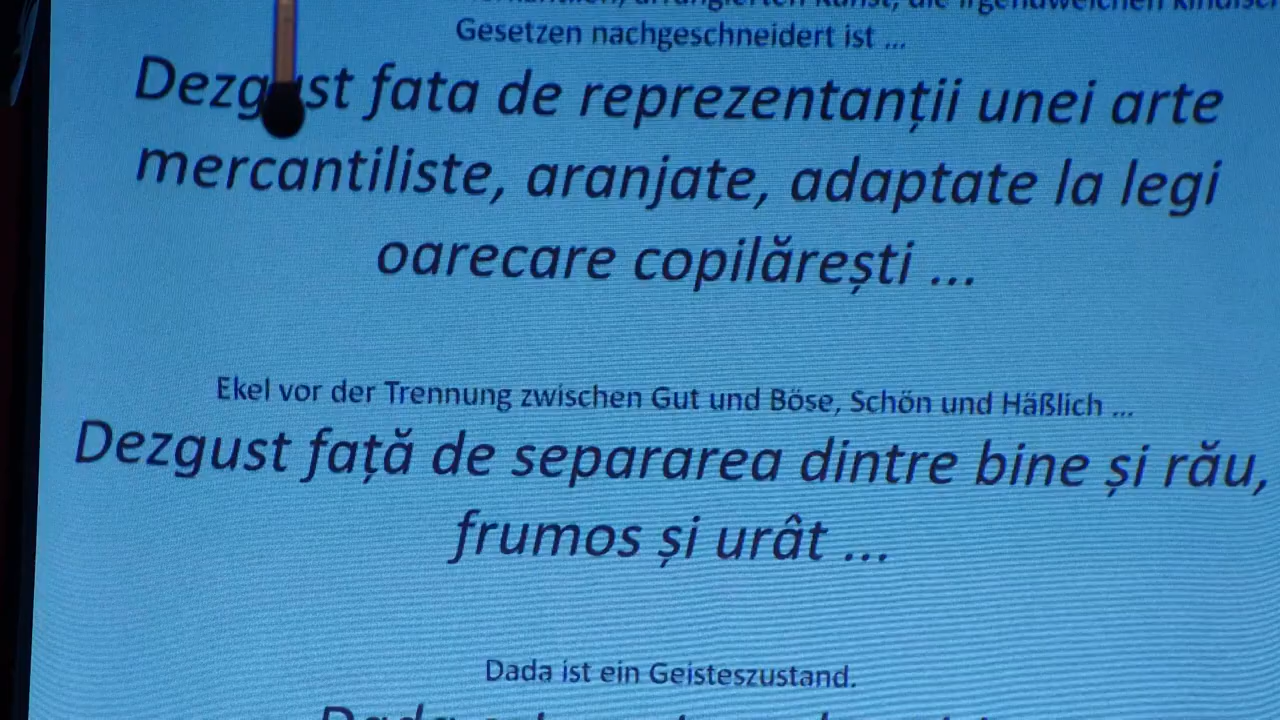 Gesetzen nachgeschneidert ist ...
Dezgust fata de reprezentanții unei arte
mercantiliste, aranjate, adaptate la legi
oarecare copilărești ...
Ekel vor der Trennung zwischen Gut und Böse, Schön und Häßlich ...
Dezgust față de separarea dintre bine și rău,
frumos și urât ...
Dada ist ein Geisteszustand.